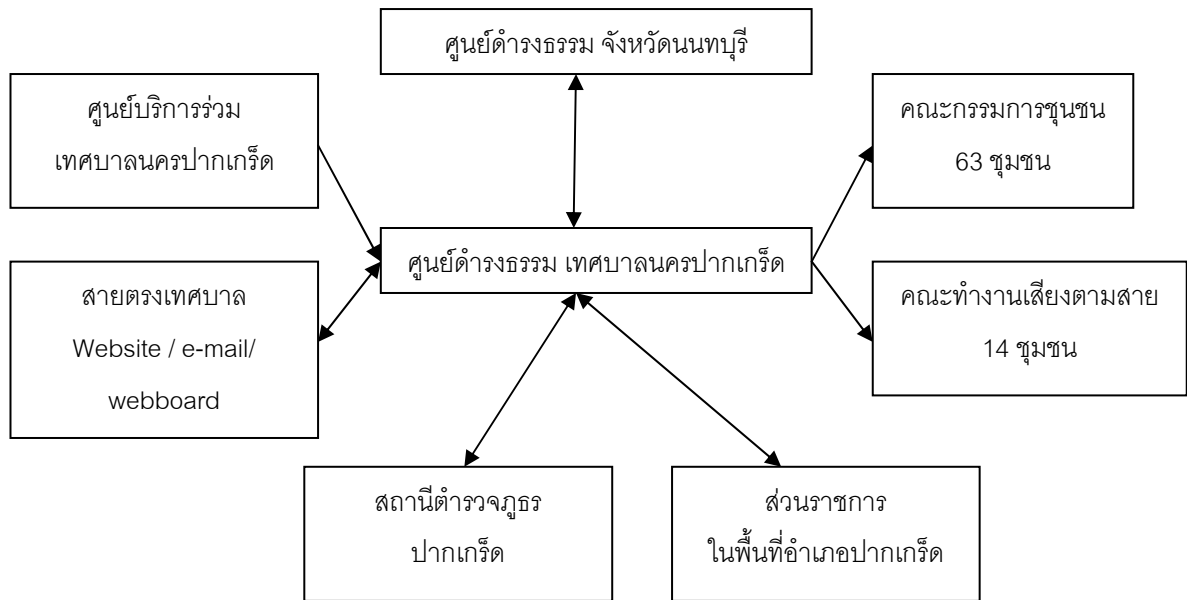 ศูนย์ดำรงธรรม จังหวัดนนทบุรี
ศูนย์บริการร่วม
เทศบาลนครปากเกร็ด
คณะกรรมการชุนชน
63 ชุมชน
ศูนย์ดำรงธรรม เทศบาลนครปากเกร็ด
สายตรงเทศบาล
Website / e-mail/
webboard
คณะทำงานเสียงตามสาย
14 ชุมชน
สถานีตำรวจภูธร
ปากเกร็ด
ส่วนราชการ
ในพื้นที่อำเภอปากเกร็ด